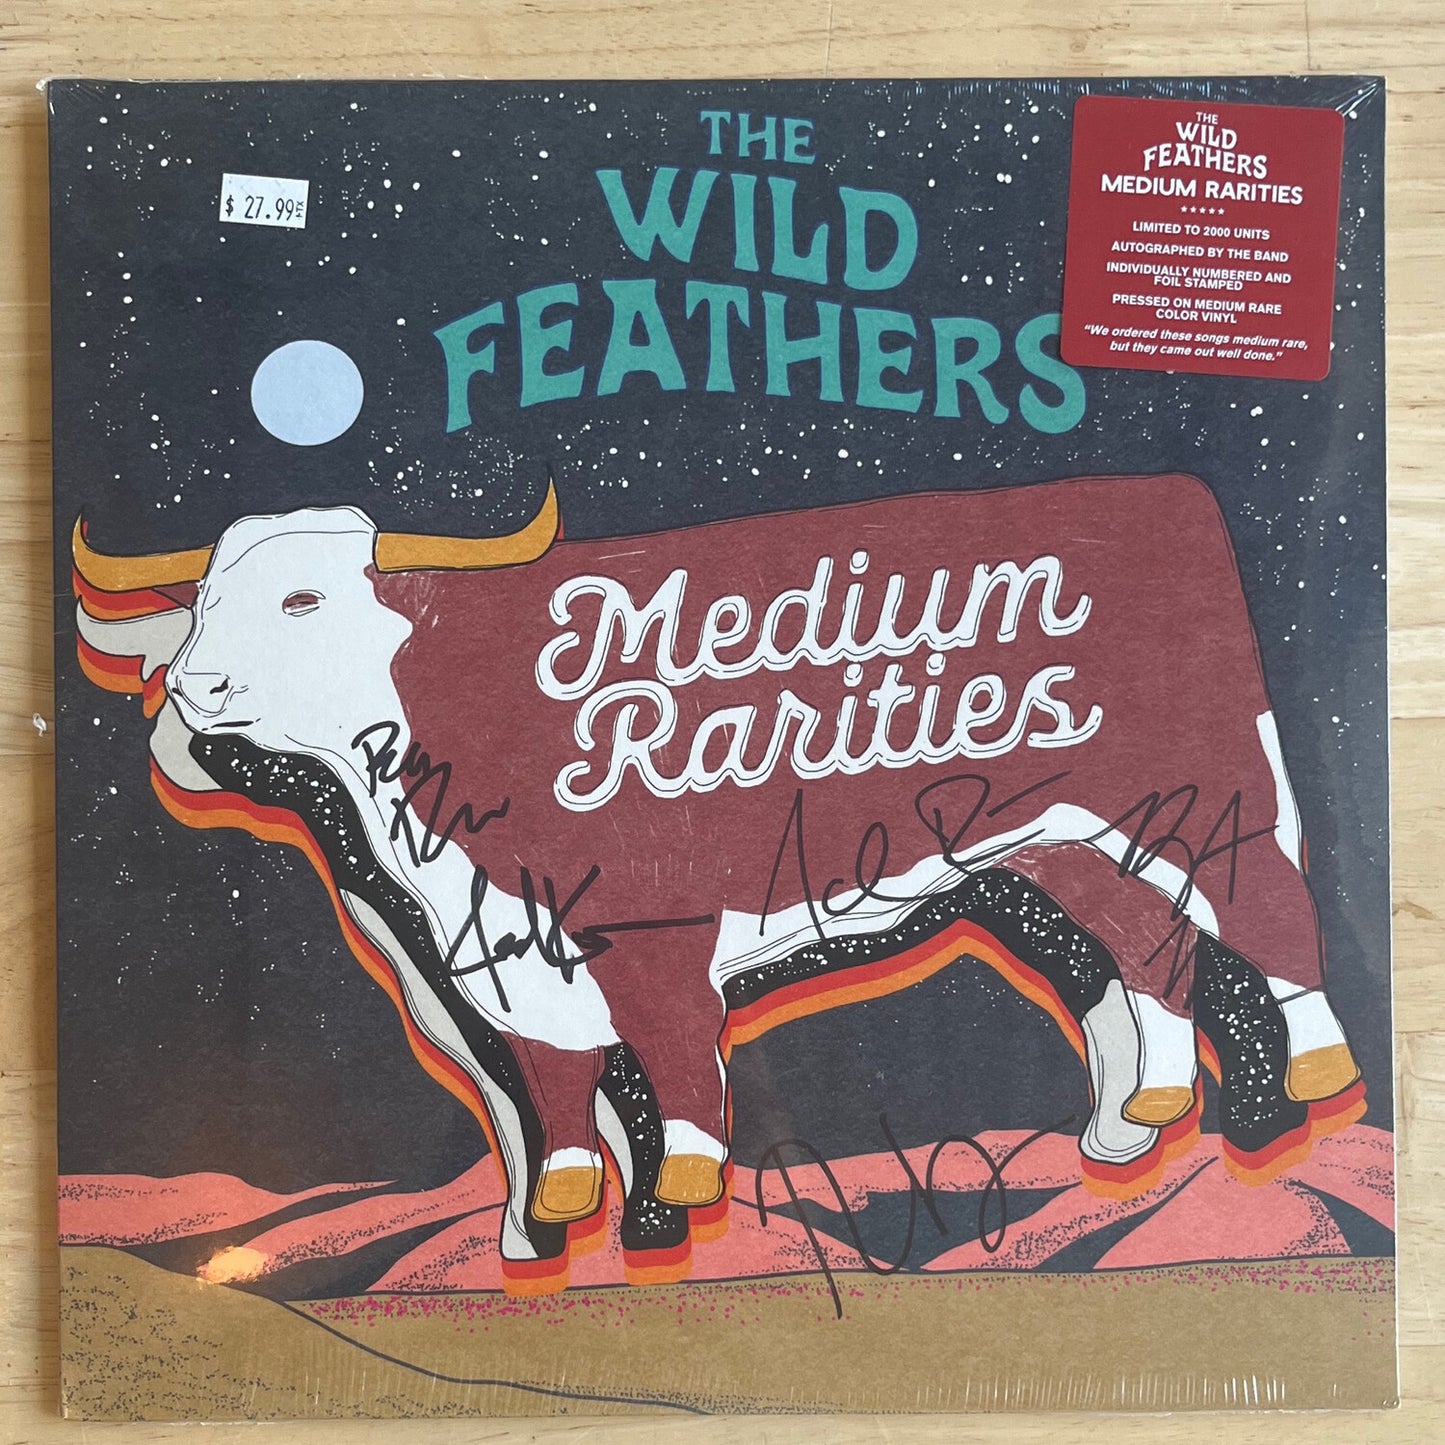 THE
WILD
FEATHERS
$ 27.99
THE
WILD
FEATHERS
MEDIUM RARITIES
★★★★★
LIMITED TO 2000 UNITS
AUTOGRAPHED BY THE BAND
INDIVIDUALLY NUMBERED AND
FOIL STAMPED
PRESSED ON MEDIUM RARE
COLOR VINYL
"We ordered these songs medium rare,
but they came out well done."
Medium
Rarities